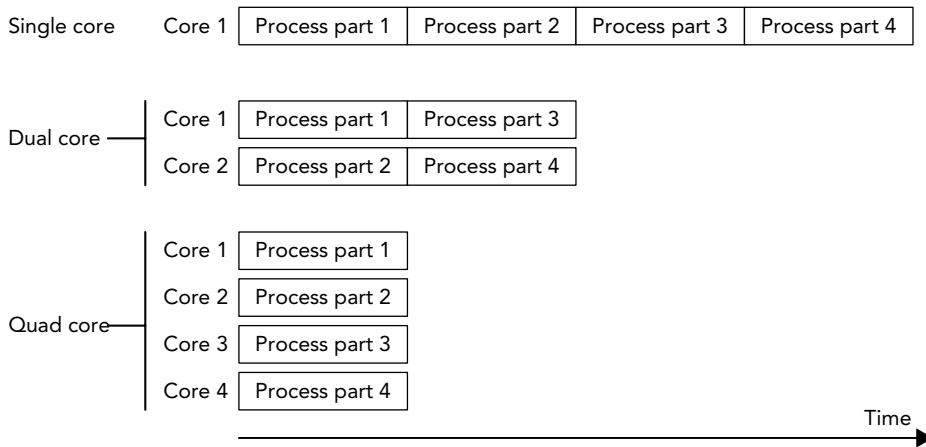 Single core Core 1 Process part 1 Process part 2 Process part 3 Process part 4
Dual core
Core 1 Process part 1 Process part 3
Core 2 Process part 2 Process part 4
Quad core
Core 1 Process part 1
Core 2 Process part 2
Core 3 Process part 3
Core 4 Process part 4
Time